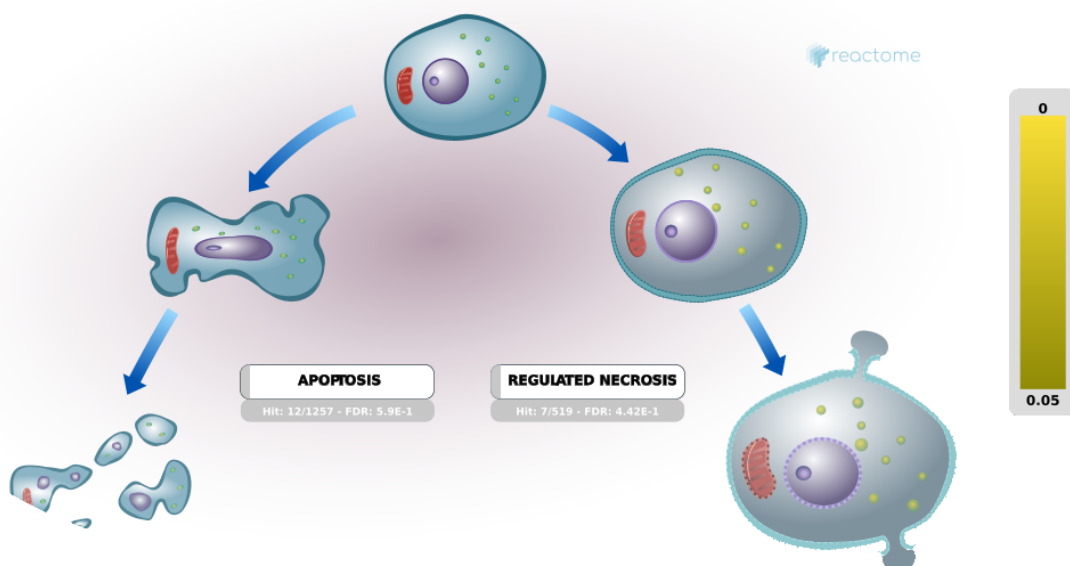 reactome
0
APOPTOSIS
REGULATED NECROSIS
Hit: 12/1257 - FDR: 5.9E-1
Hit: 7/519 - FDR: 4.42E-1
0.05